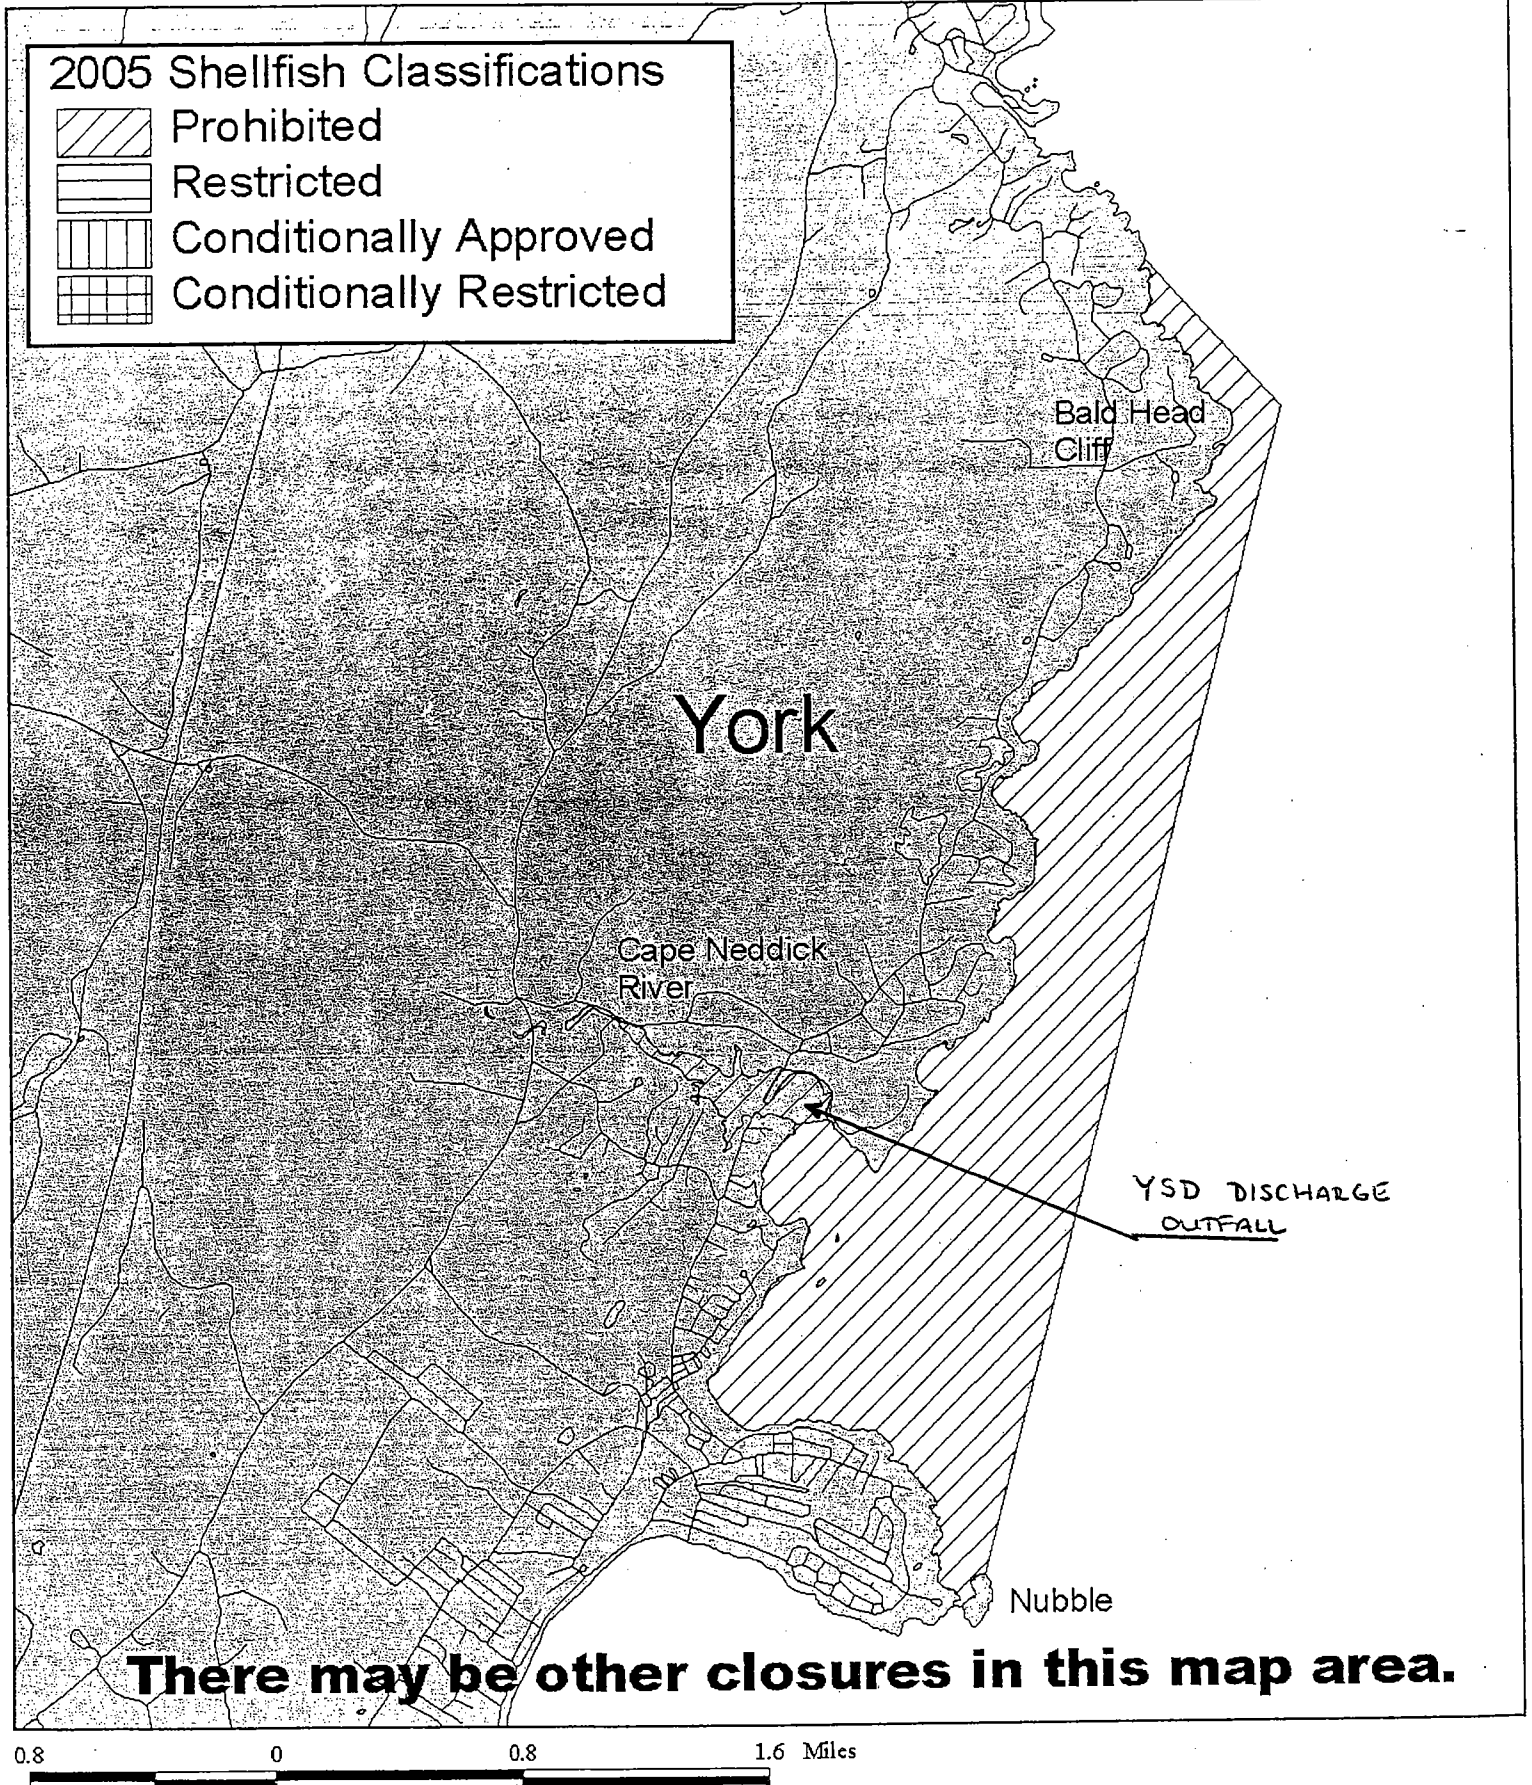 2005 Shellfish Classifications
Prohibited
Restricted
Conditionally Approved
Conditionally Restricted
Bald Head
Cliff
York
Cape Neddick
River
YSD DISCHARGE
OUTFALL
Nubble
There may be other closures in this map area.
0.8 0 0.8 1.6 Miles